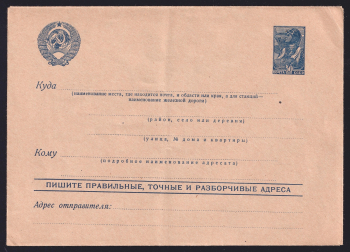 Куда
(наименование места, где находится почта, и области или края, а для станций—
наименование железной дороги)
(район, село или деревня)
(улица, № дома и квартиры)
Кому
(подробное наименование адресата)
ПИШИТЕ ПРАВИЛЬНЫЕ, ТОЧНЫЕ И РАЗБОРЧИВЫЕ АДРЕСА
Адрес отправителя: